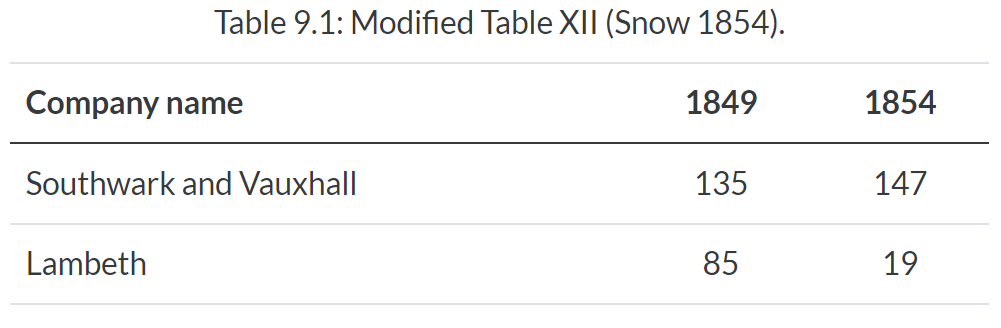 Table 9.1: Modified Table XII (Snow 1854).
Company name 1849 1854
Southwark and Vauxhall 135 147
Lambeth 85 19